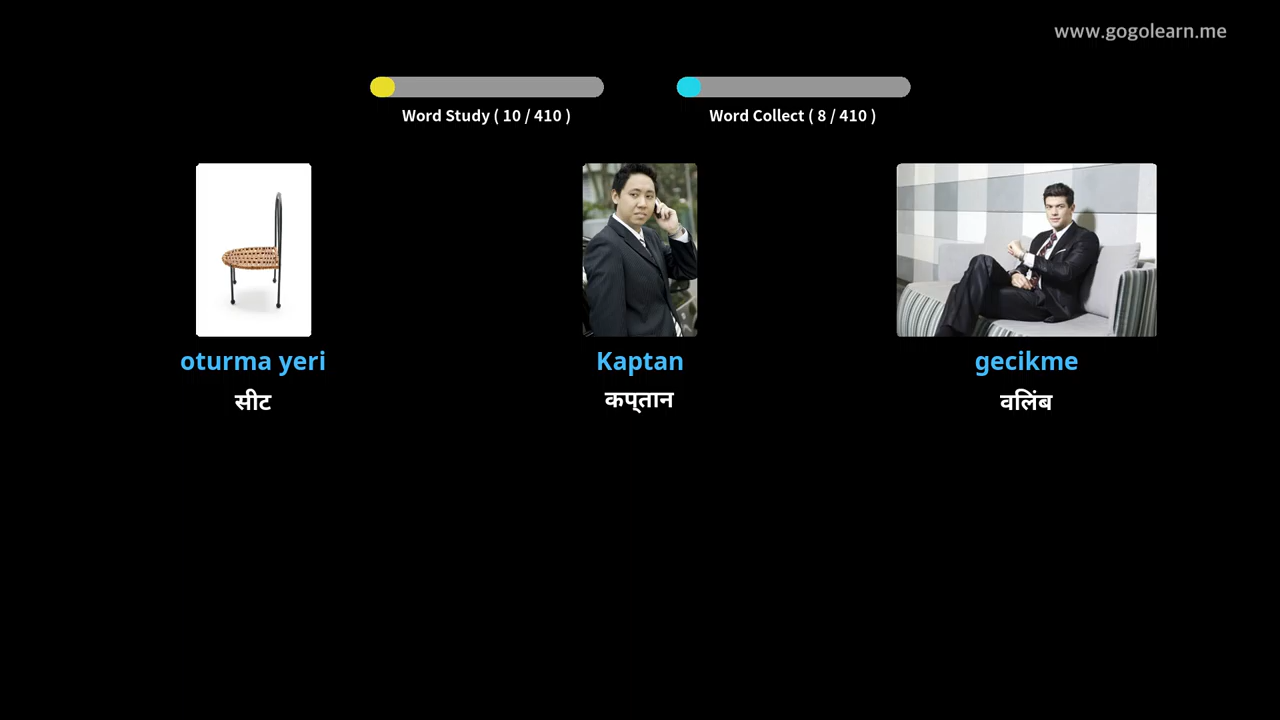 www.gogolearn.me
Word Study ( 10 / 410 )
Word Collect ( 8 / 410 )
oturma yeri
Kaptan
gecikme
सीट
कप्तान
विलंब